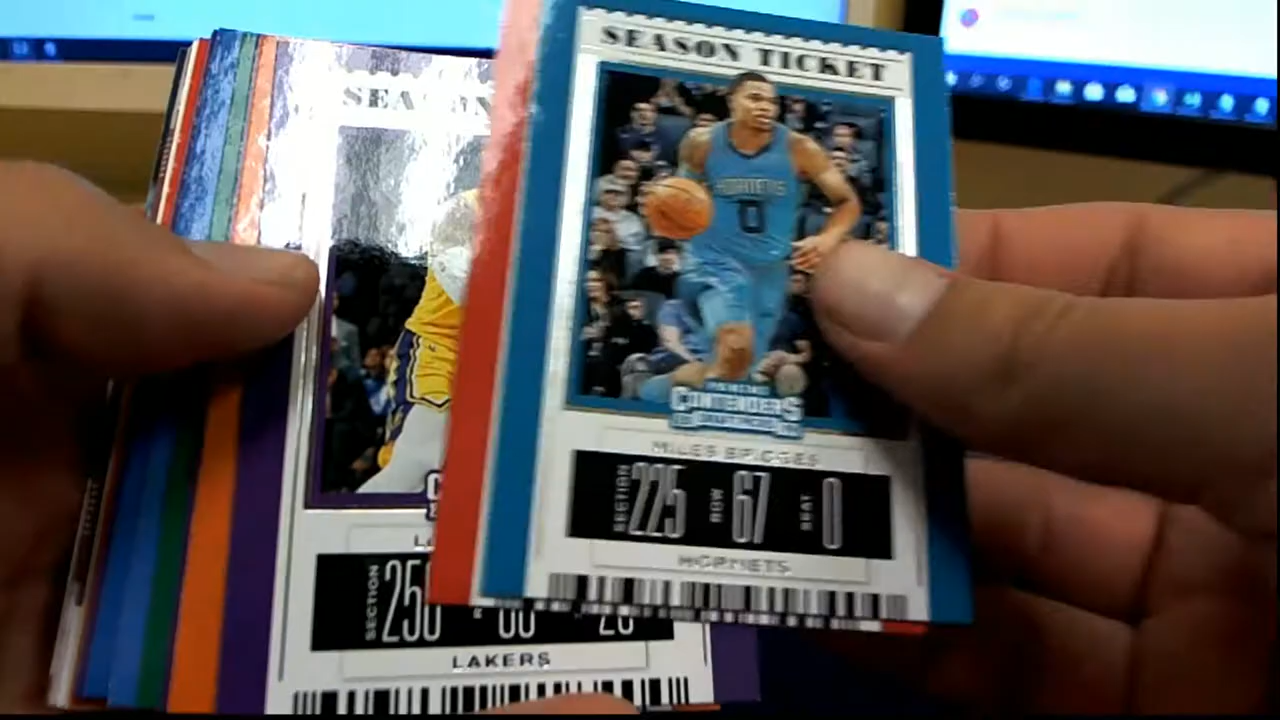 SEASON TICKET
HORNETS
0
PANINI
CONTENDERS
DRAFT PICKS
MILES BRIDGES
SECTION 225 ROW 67 SEAT 0
HORNETS
SEASON
SECTION 250
LAKERS